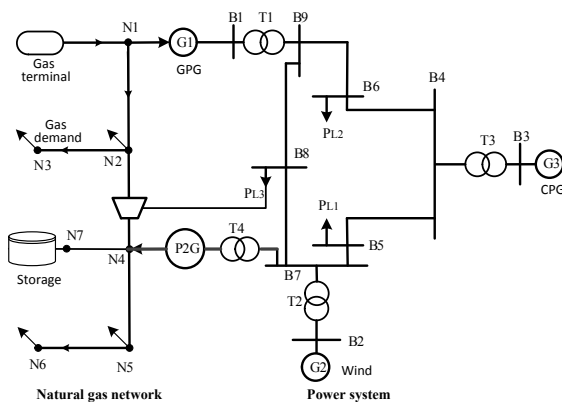 N1
G1
B1
T1
B9
Gas
terminal
GPG
B6
B4
PL2
T3
B3
G3
CPG
Gas
demand
N3
N2
B8
PL3
PL1
N7
N4
P2G
T4
B7
B5
Storage
T2
B2
N6
N5
G2
Wind
Natural gas network
Power system